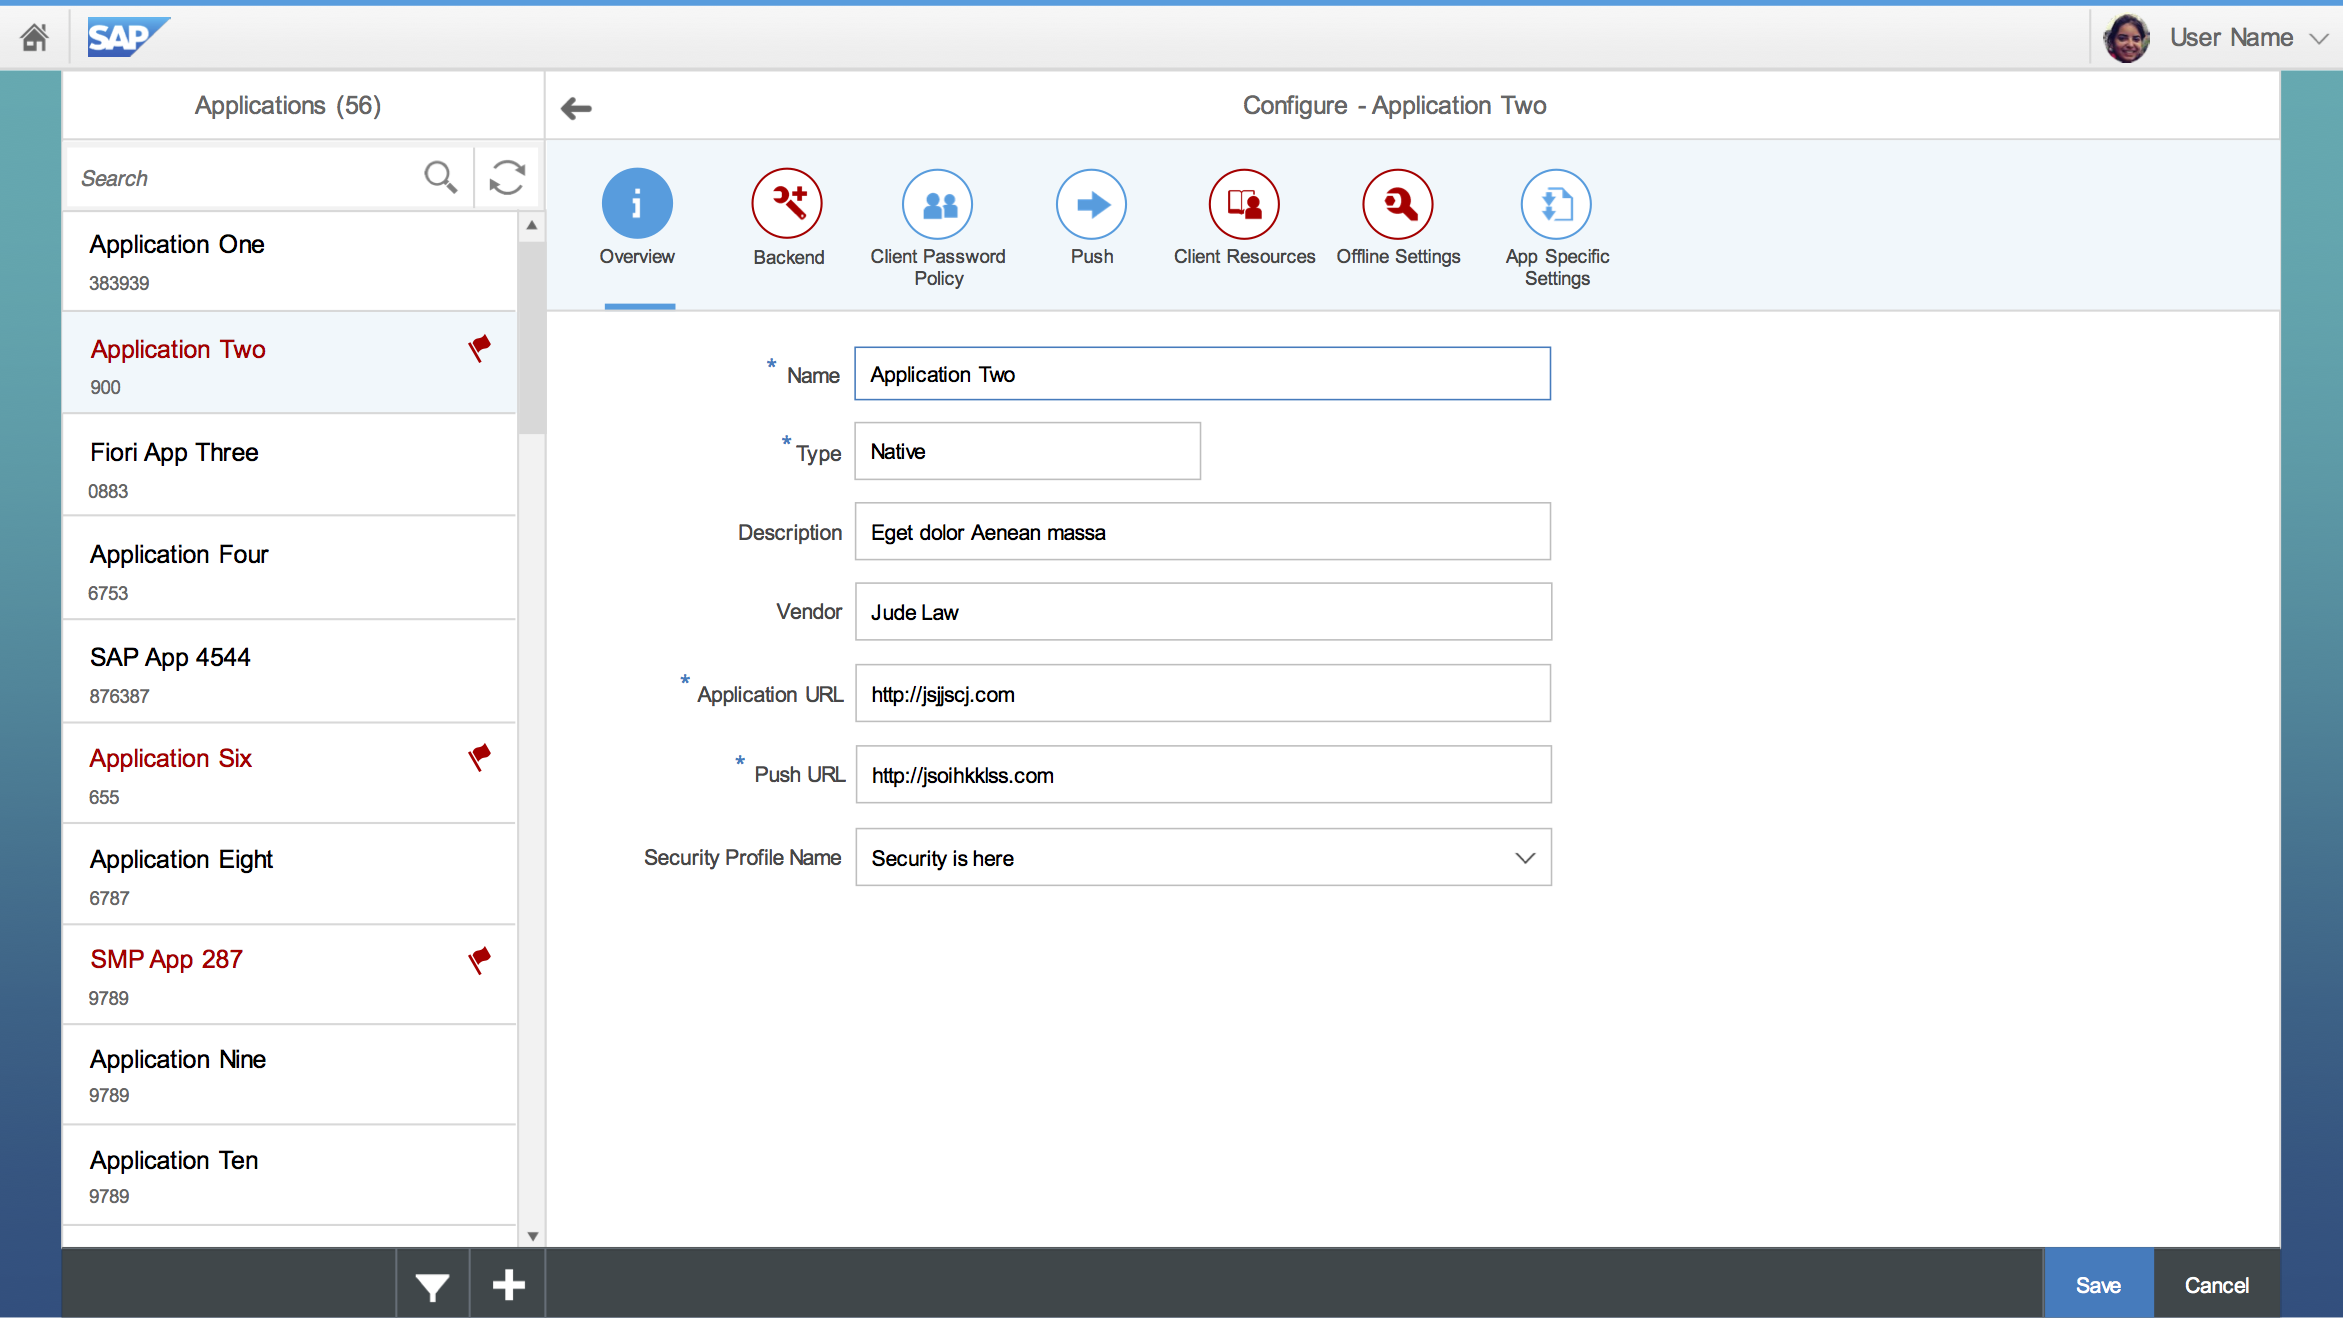 SAP
User Name
Applications (56)
Configure - Application Two
Search
Overview
Backend
Client Password
Policy
Push
Client Resources
Offline Settings
App Specific
Settings
Application One
383939
Application Two
900
Fiori App Three
0883
Application Four
6753
SAP App 4544
876387
Application Six
655
Application Eight
6787
SMP App 287
9789
Application Nine
9789
Application Ten
9789
* Name Application Two
* Type Native
Description Eget dolor Aenean massa
Vendor Jude Law
* Application URL http://jsjjscj.com
* Push URL http://jsoihkklss.com
Security Profile Name Security is here
Save Cancel